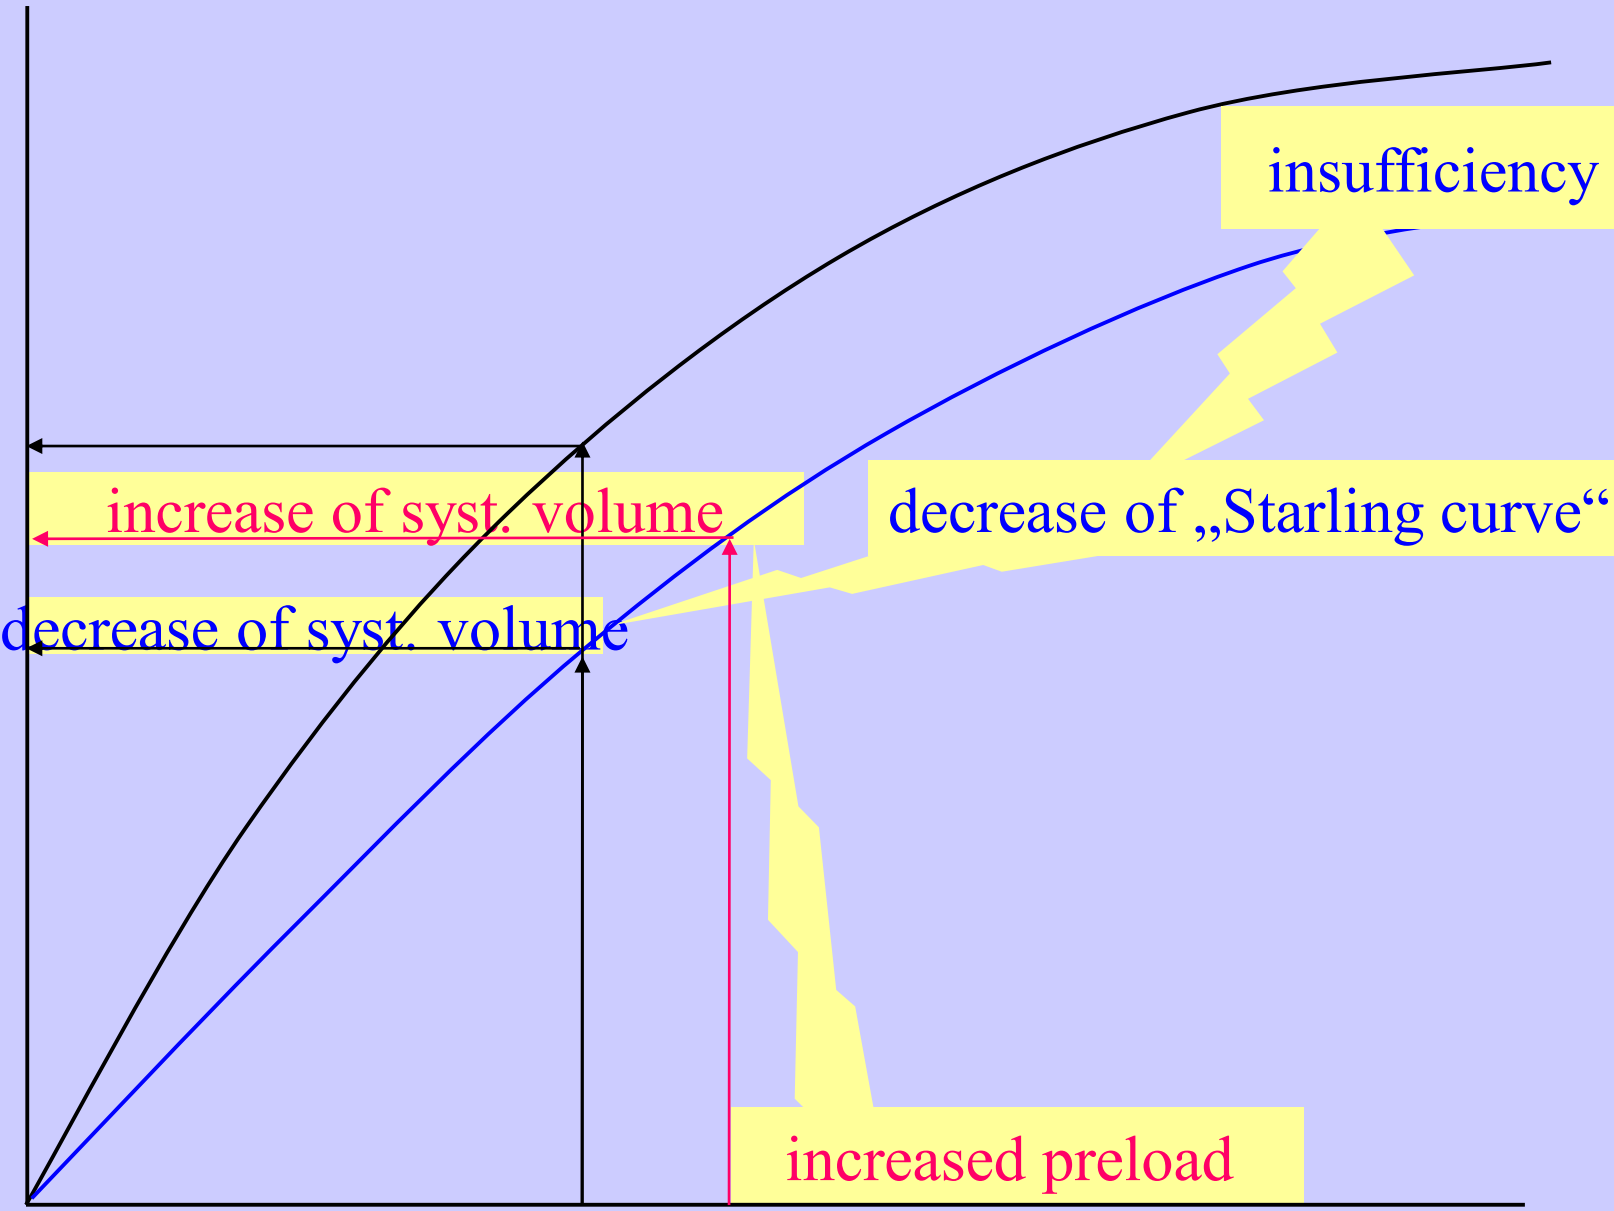 insufficiency
increase of syst. volume
decrease of „Starling curve“
decrease of syst. volume
increased preload